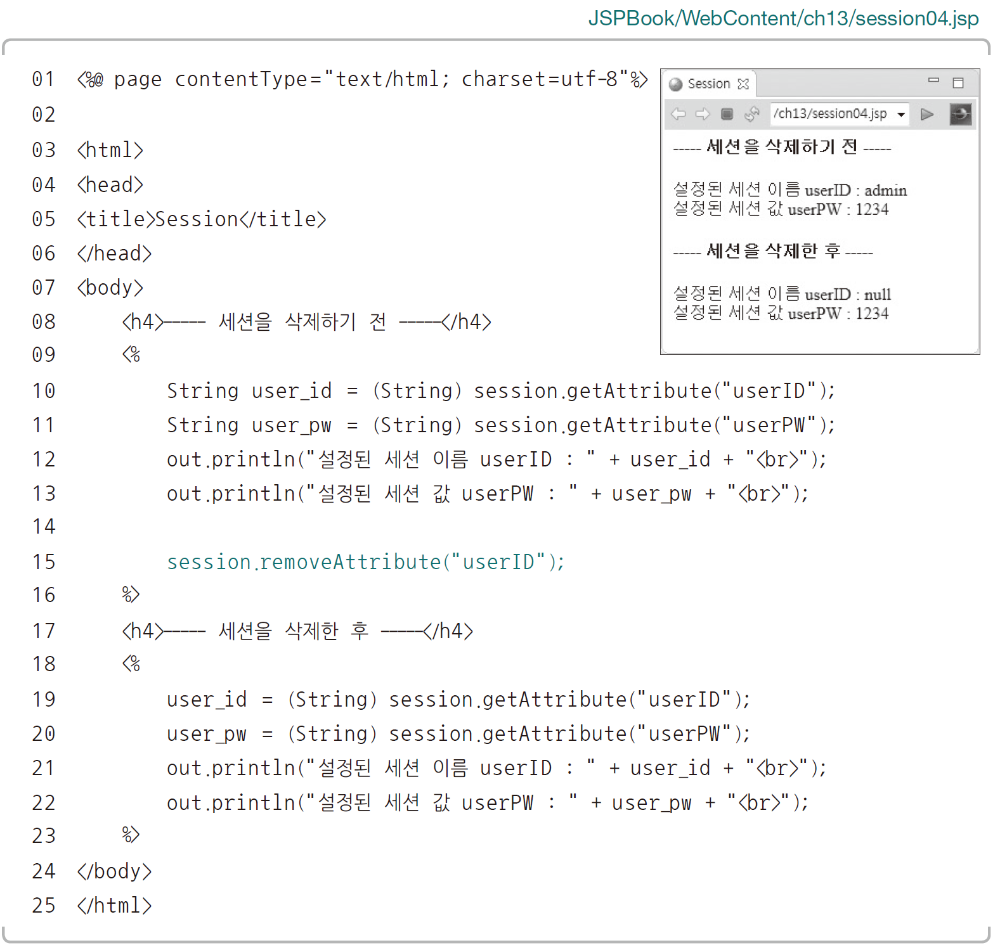 JSPBook/WebContent/ch13/session04.jsp
01 <%@ page contentType="text/html; charset=utf-8"%>
02
03 <html>
04 <head>
05 <title>Session</title>
06 </head>
07 <body>
08 <h4>----- 세션을 삭제하기 전 -----</h4>
09 <%
10 String user_id = (String) session.getAttribute("userID");
11 String user_pw = (String) session.getAttribute("userPW");
12 out.println("설정된 세션 이름 userID : " + user_id + "<br>");
13 out.println("설정된 세션 값 userPW : " + user_pw + "<br>");
14
15 session.removeAttribute("userID");
16 %>
17 <h4>----- 세션을 삭제한 후 -----</h4>
18 <%
19 user_id = (String) session.getAttribute("userID");
20 user_pw = (String) session.getAttribute("userPW");
21 out.println("설정된 세션 이름 userID : " + user_id + "<br>");
22 out.println("설정된 세션 값 userPW : " + user_pw + "<br>");
23 %>
24 </body>
25 </html>
Session
/ch13/session04.jsp
----- 세션을 삭제하기 전 -----
설정된 세션 이름 userID : admin
설정된 세션 값 userPW : 1234
----- 세션을 삭제한 후 -----
설정된 세션 이름 userID : null
설정된 세션 값 userPW : 1234